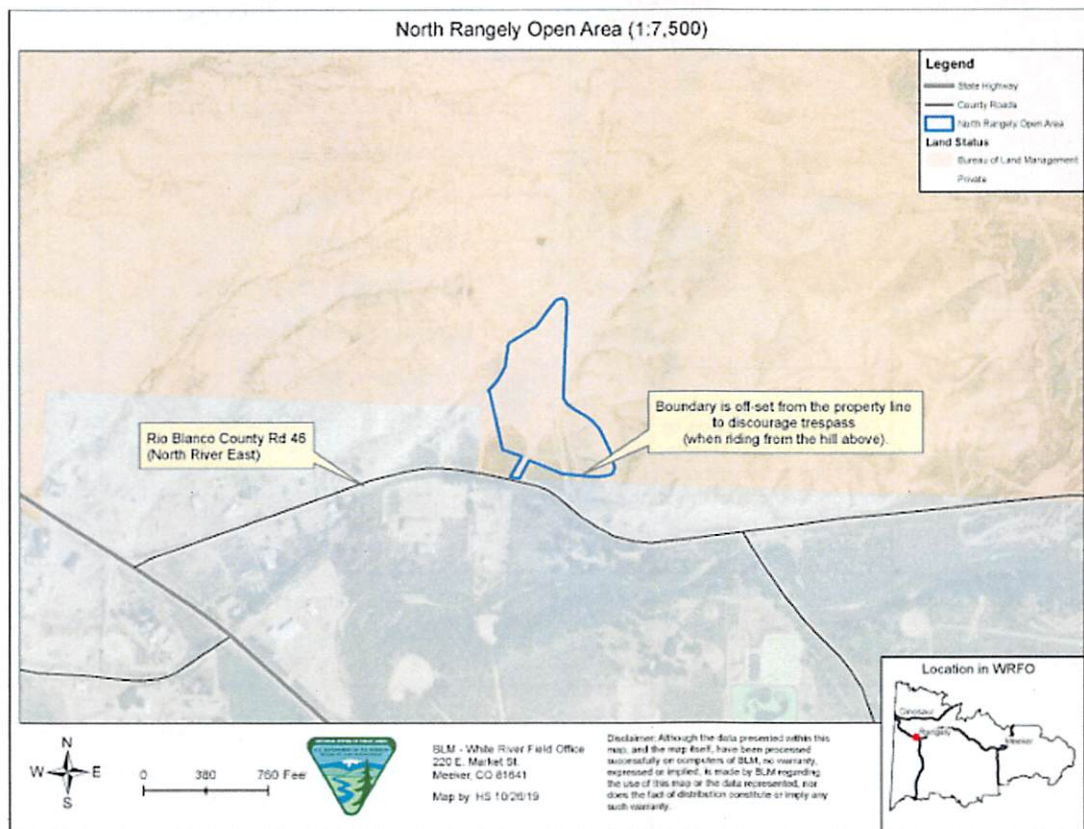 North Rangely Open Area (1:7,500)
Legend
State Highway
County Roads
North Rangely Open Area
Land Status
Bureau of Land Management
Private
Boundary is off-set from the property line
to discourage trespass
(when riding from the hill above).
Rio Blanco County Rd 46
(North River East)
Location in WRFO
Dinosaur
Rangely
Meeker
N
W E
S
0 380 760 Feet
BLM - White River Field Office
220 E. Market St.
Meeker, CO 81641
Map by: HS 10/26/19
Disclaimer: Although the data presented within this
map, and the map itself, have been processed
successfully on computers of BLM, no warranty,
expressed or implied, is made by BLM regarding
the use of this map or the data represented, nor
does the fact of distribution constitute or imply any
such warranty.